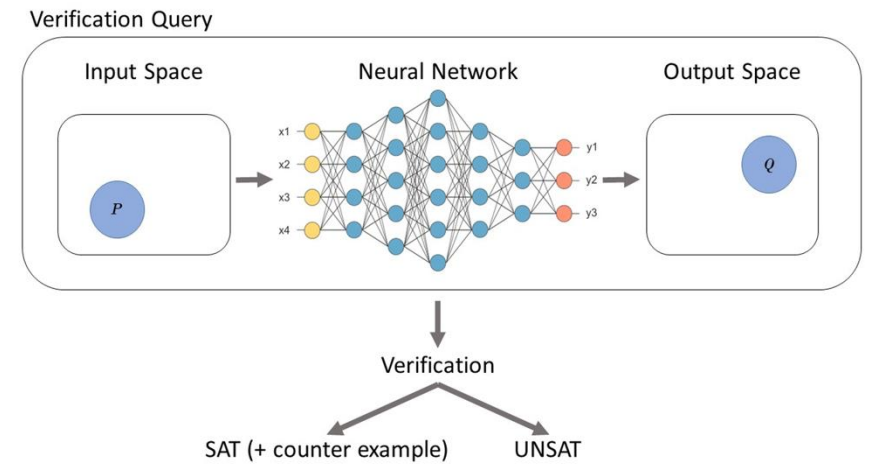 Verification Query
Input Space
Neural Network
Output Space
x1
x2
x3
x4
P
y1
y2
y3
Q
Verification
SAT (+ counter example)
UNSAT